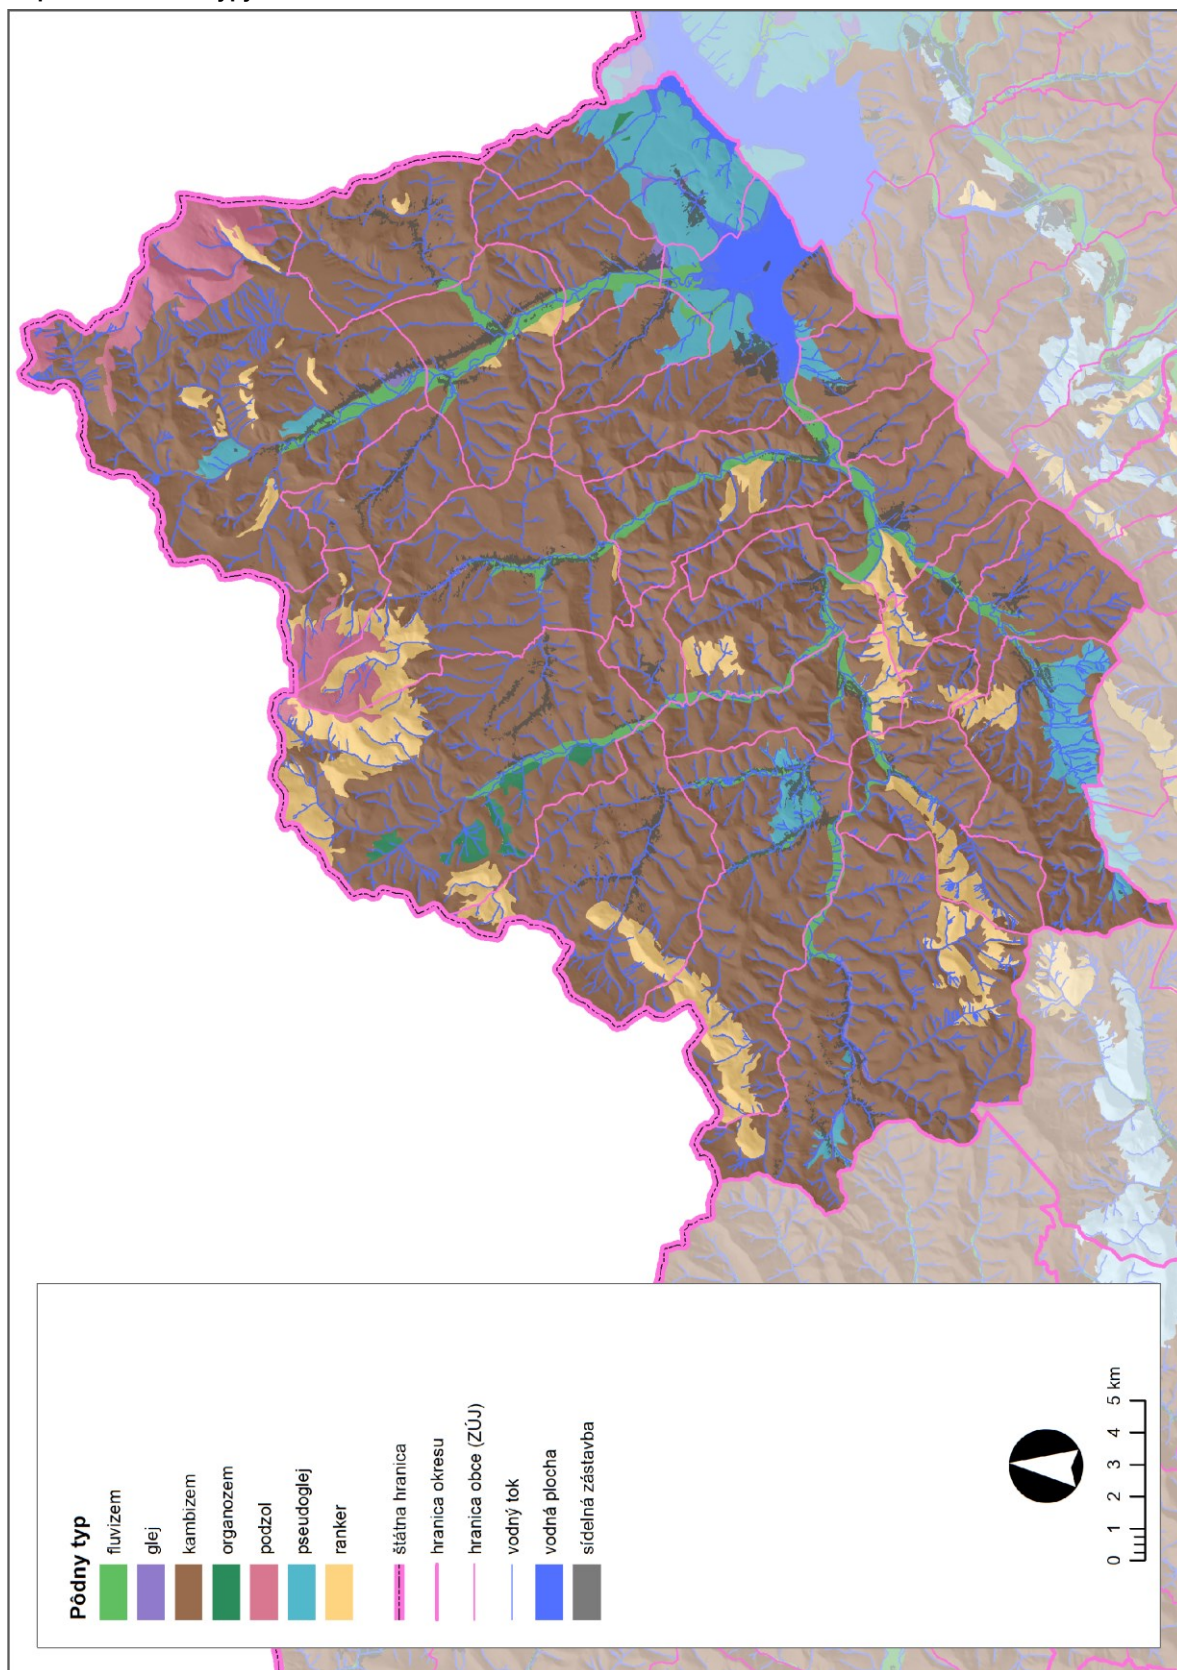 Pôdny typ
fluvizem
glej
kambizem
organozem
podzol
pseudoglej
ranker
štátna hranica
hranica okresu
hranica obce (ZÚJ)
vodný tok
vodná plocha
sídelná zástavba
0 1 2 3 4 5 km